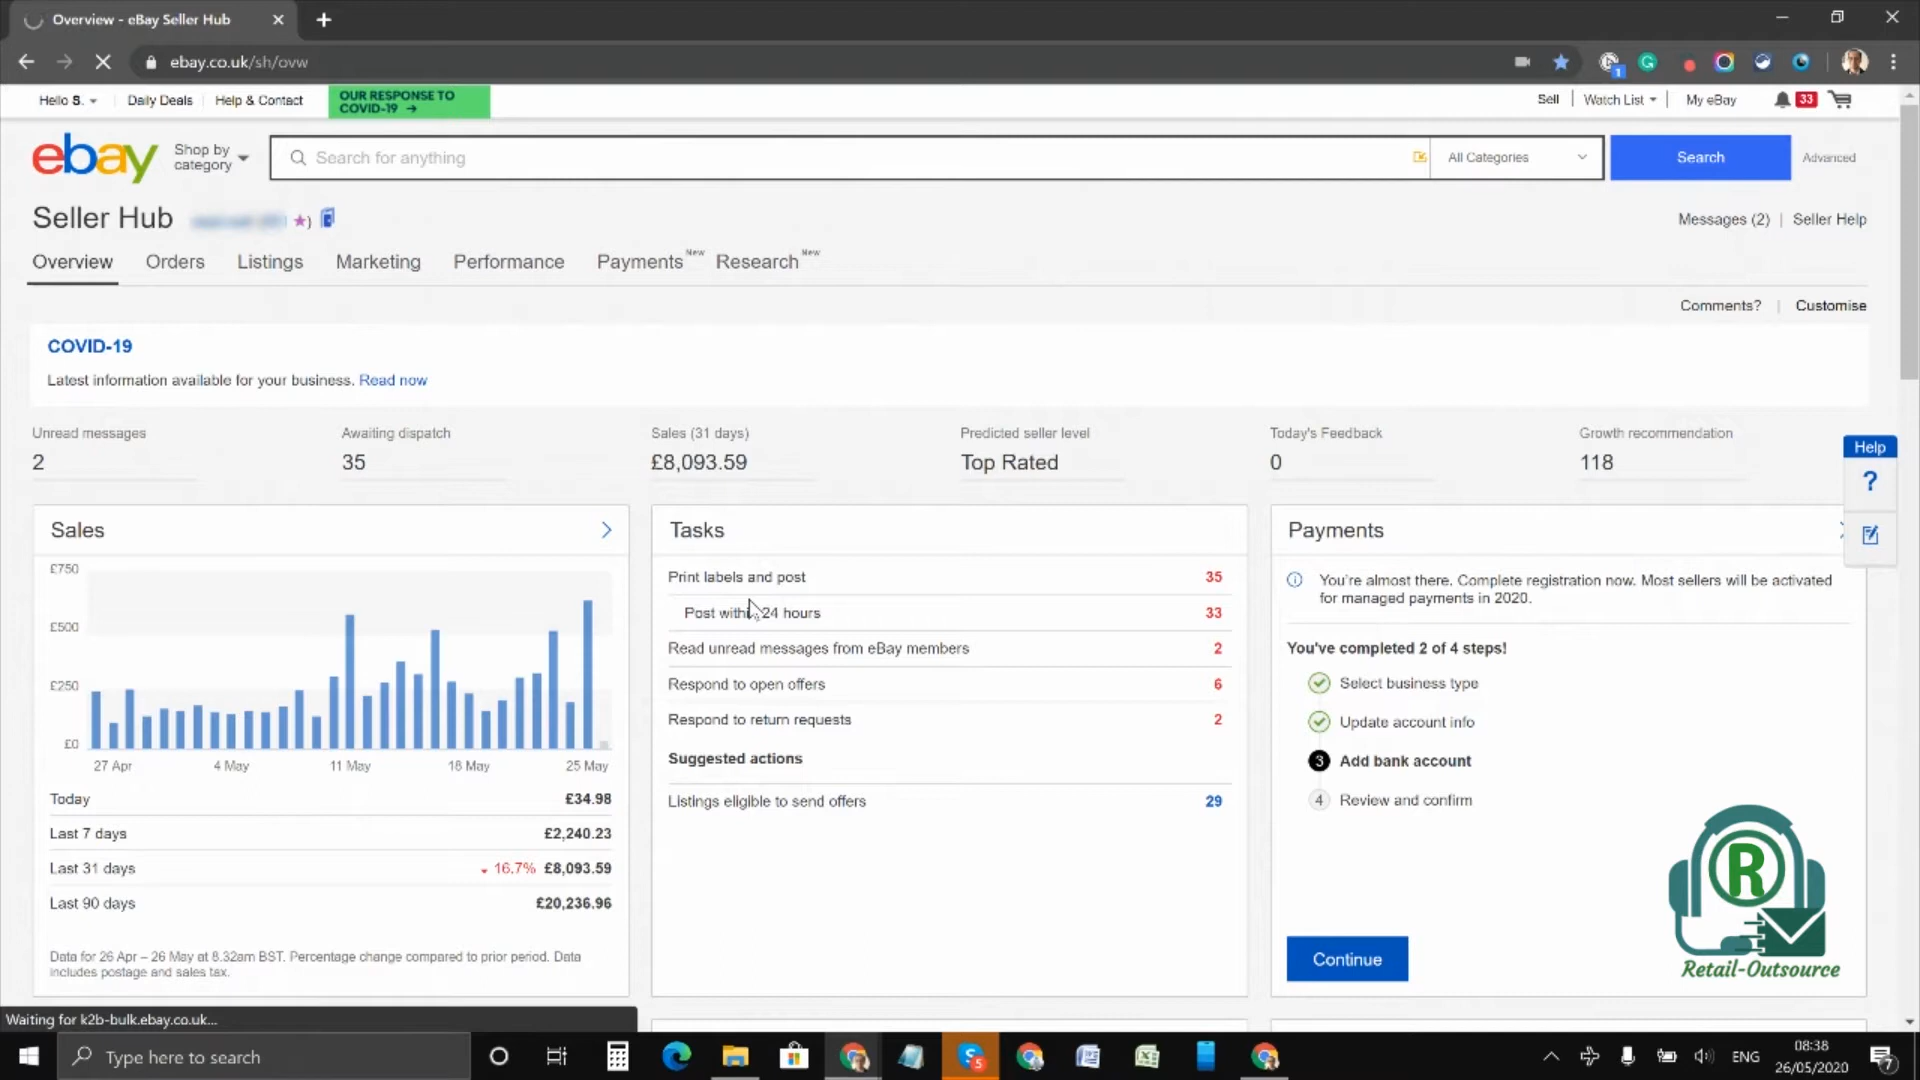 Overview - eBay Seller Hub
ebay.co.uk/sh/ovw
1
Hello S.
Daily Deals
Help & Contact
OUR RESPONSE TO
COVID-19 →
Sell
Watch List
My eBay
33
ebay
Shop by
category
Search for anything
All Categories
Search
Advanced
Seller Hub
Messages (2)
Seller Help
Overview
Orders
Listings
Marketing
Performance
Payments New
Research New
Comments?
Customise
COVID-19
Latest information available for your business. Read now
Unread messages
2
Awaiting dispatch
35
Sales (31 days)
£8,093.59
Predicted seller level
Top Rated
Today's Feedback
0
Growth recommendation
118
Help
?
Sales
£750
£500
£250
£0
27 Apr
4 May
11 May
18 May
25 May
Today £34.98
Last 7 days £2,240.23
Last 31 days 16.7% £8,093.59
Last 90 days £20,236.96
Data for 26 Apr – 26 May at 8.32am BST. Percentage change compared to prior period. Data
includes postage and sales tax.
Tasks
Print labels and post 35
Post within 24 hours 33
Read unread messages from eBay members 2
Respond to open offers 6
Respond to return requests 2
Suggested actions
Listings eligible to send offers 29
Payments
You're almost there. Complete registration now. Most sellers will be activated
for managed payments in 2020.
You've completed 2 of 4 steps!
Select business type
Update account info
3 Add bank account
4 Review and confirm
Continue
R
Retail-Outsource
Waiting for k2b-bulk.ebay.co.uk...
Type here to search
S
5
ENG
08:38
26/05/2020
7